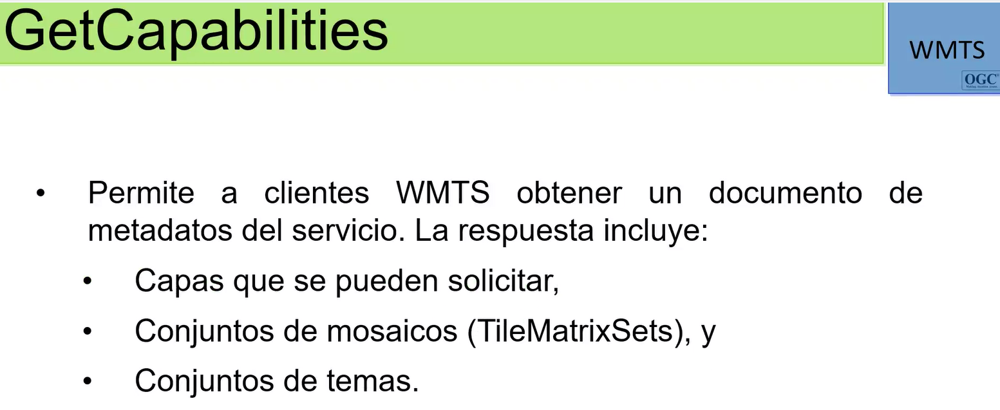 GetCapabilities
WMTS
OGC
• Permite a clientes WMTS obtener un documento de
metadatos del servicio. La respuesta incluye:
• Capas que se pueden solicitar,
• Conjuntos de mosaicos (TileMatrixSets), y
• Conjuntos de temas.